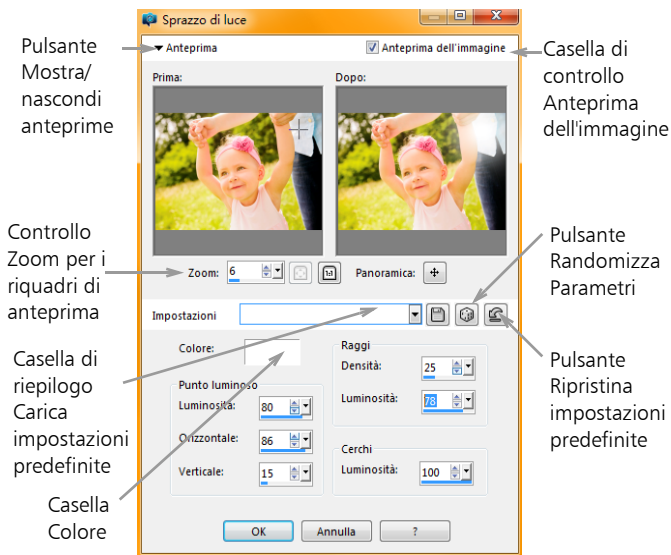 Sprazzo di luce
Pulsante
Mostra/
nascondi
anteprime
Anteprima
Anteprima dell'immagine
Casella di
controllo
Anteprima
dell'immagine
Prima:
Dopo:
Controllo
Zoom per i
riquadri di
anteprima
Zoom: 6
1:1
Panoramica:
Pulsante
Randomizza
Parametri
Impostazioni
Casella di
riepilogo
Carica
impostazioni
predefinite
Colore:
Punto luminoso
Luminosità: 80
Orizzontale: 86
Verticale: 15
Raggi
Densità: 25
Luminosità: 78
Cerchi
Luminosità: 100
Pulsante
Ripristina
impostazioni
predefinite
Casella
Colore
OK
Annulla
?